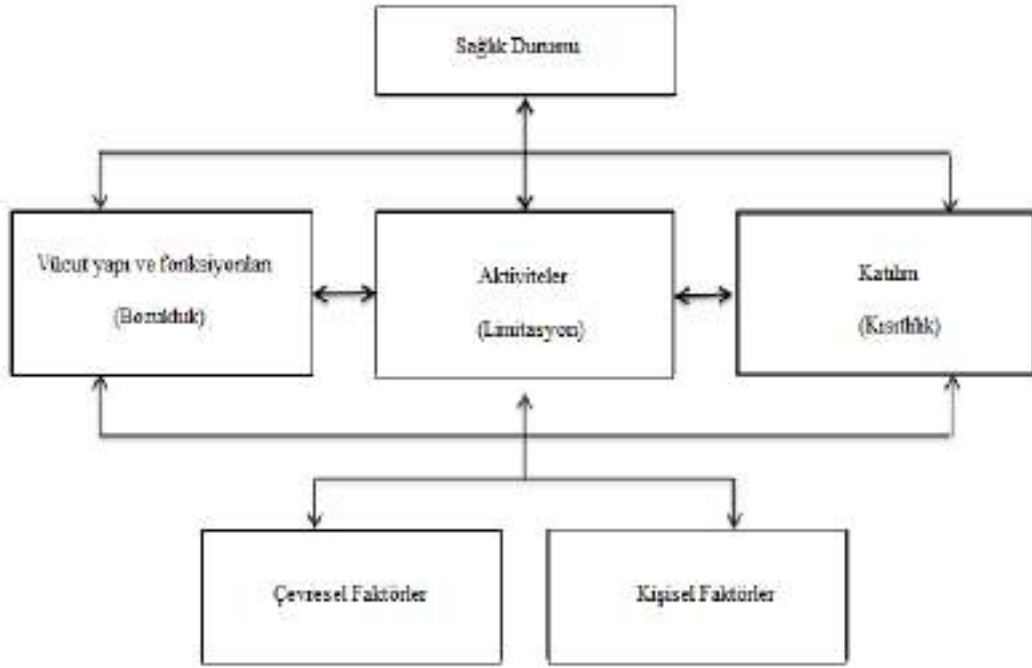 Sağlık Durumu
Vücut yapı ve fonksiyonları
(Bozukluk)
Aktiviteler
(Limitasyon)
Katılım
(Kısıtlılık)
Çevresel Faktörler
Kişisel Faktörler